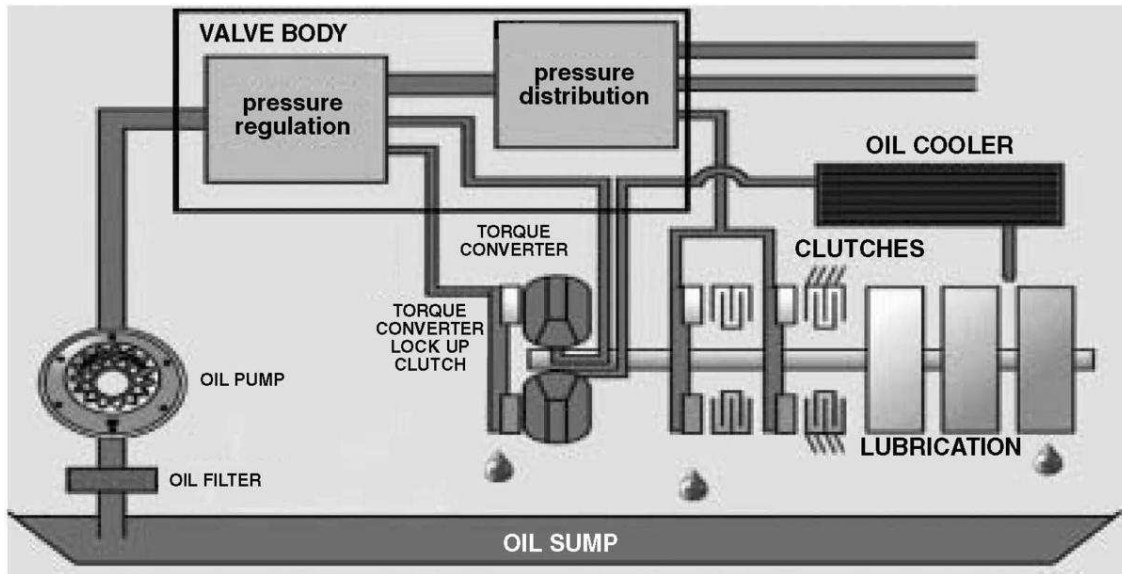 VALVE BODY
pressure
regulation
pressure
distribution
OIL COOLER
TORQUE
CONVERTER
CLUTCHES
TORQUE
CONVERTER
LOCK UP
CLUTCH
OIL PUMP
LUBRICATION
OIL FILTER
OIL SUMP